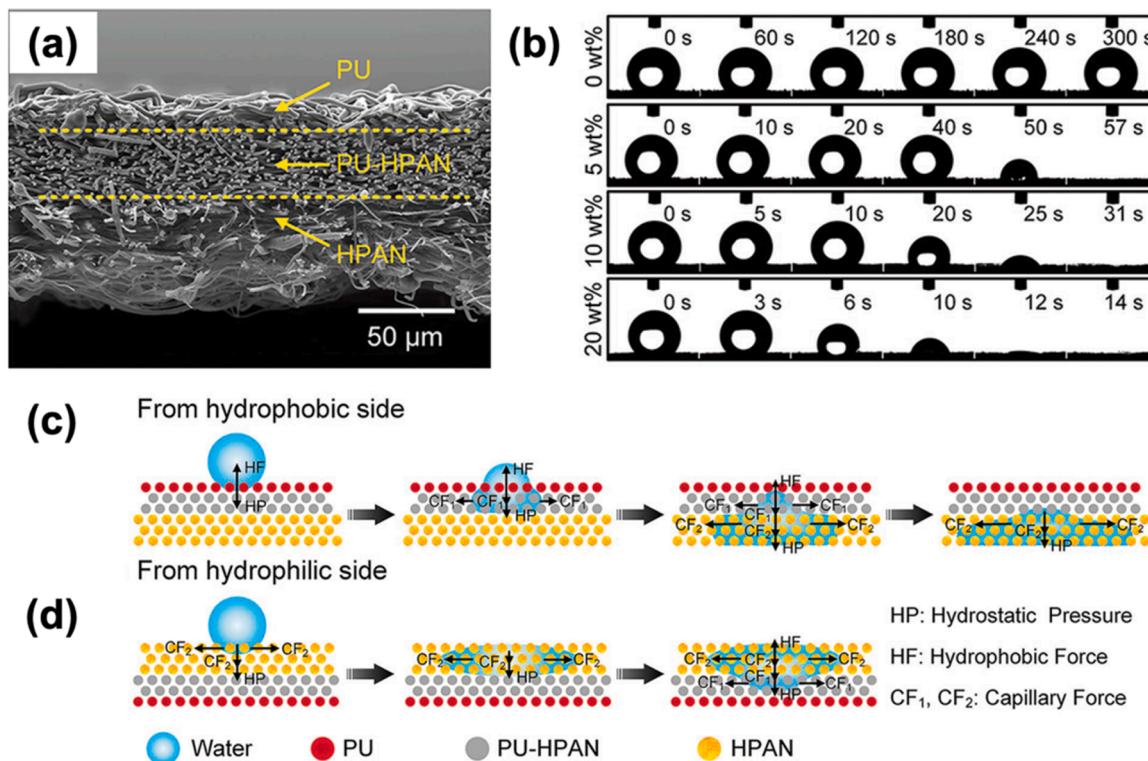 (a)
PU
PU-HPAN
HPAN
50 μm
(b)
0 wt%
0 s 60 s 120 s 180 s 240 s 300 s
5 wt%
0 s 10 s 20 s 40 s 50 s 57 s
10 wt%
0 s 5 s 10 s 20 s 25 s 31 s
20 wt%
0 s 3 s 6 s 10 s 12 s 14 s
(c)
From hydrophobic side
HF
HP
HF
CF₁ CF₁ CF₁
HP
HF
CF₁ CF₁ CF₁
CF₂ CF₂ CF₂
HP
CF₂ CF₂ CF₂
HP
From hydrophilic side
(d)
CF₂ CF₂
CF₂
HP
CF₂ CF₂ CF₂
HP
HF
CF₂ CF₂ CF₂
CF₁ CF₁ CF₁
HP
HP: Hydrostatic Pressure
HF: Hydrophobic Force
CF₁, CF₂: Capillary Force
Water PU PU-HPAN HPAN